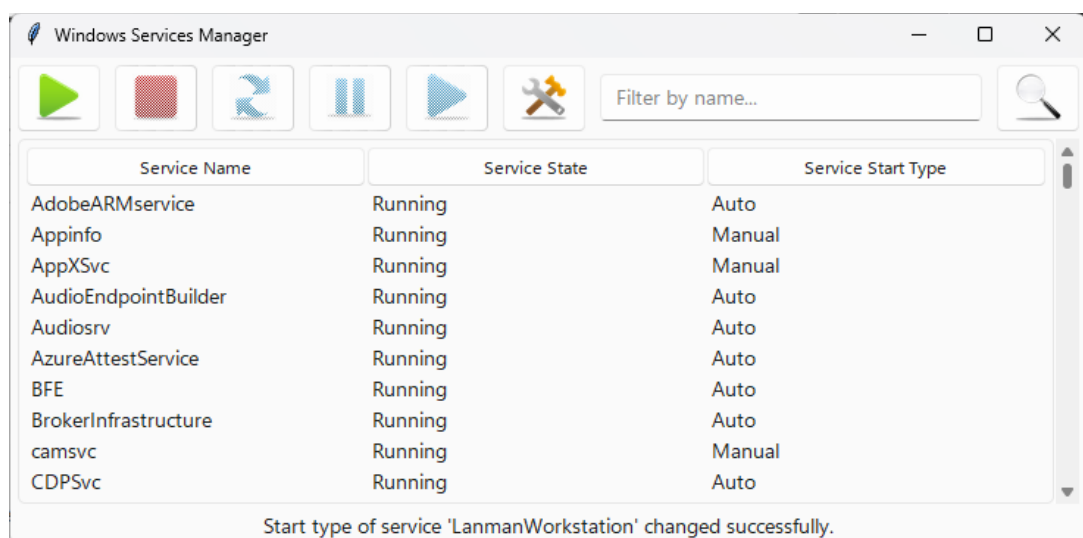 Windows Services Manager
Filter by name...
Service Name Service State Service Start Type
AdobeARMservice Running Auto
Appinfo Running Manual
AppXSvc Running Manual
AudioEndpointBuilder Running Auto
Audiosrv Running Auto
AzureAttestService Running Auto
BFE Running Auto
BrokerInfrastructure Running Auto
camsvc Running Manual
CDPSvc Running Auto
Start type of service 'LanmanWorkstation' changed successfully.